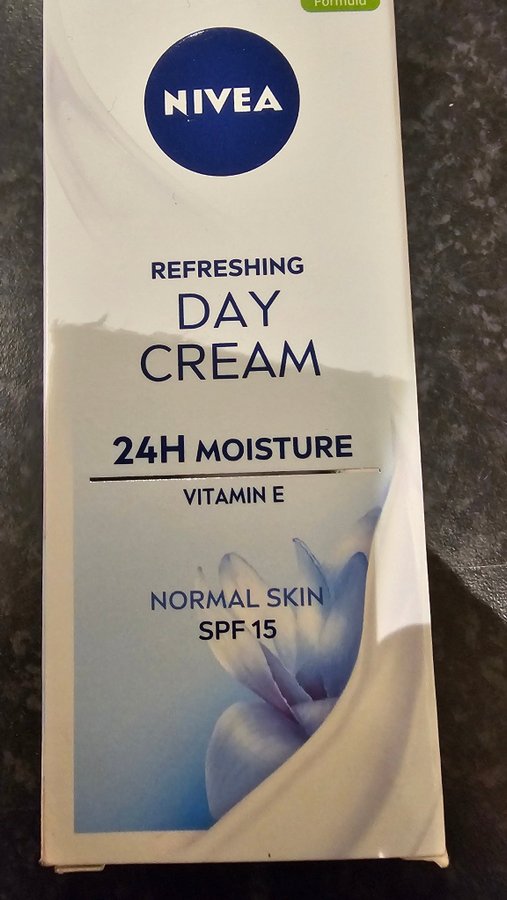 Formula
NIVEA
REFRESHING
DAY
CREAM
24H MOISTURE
VITAMIN E
NORMAL SKIN
SPF 15